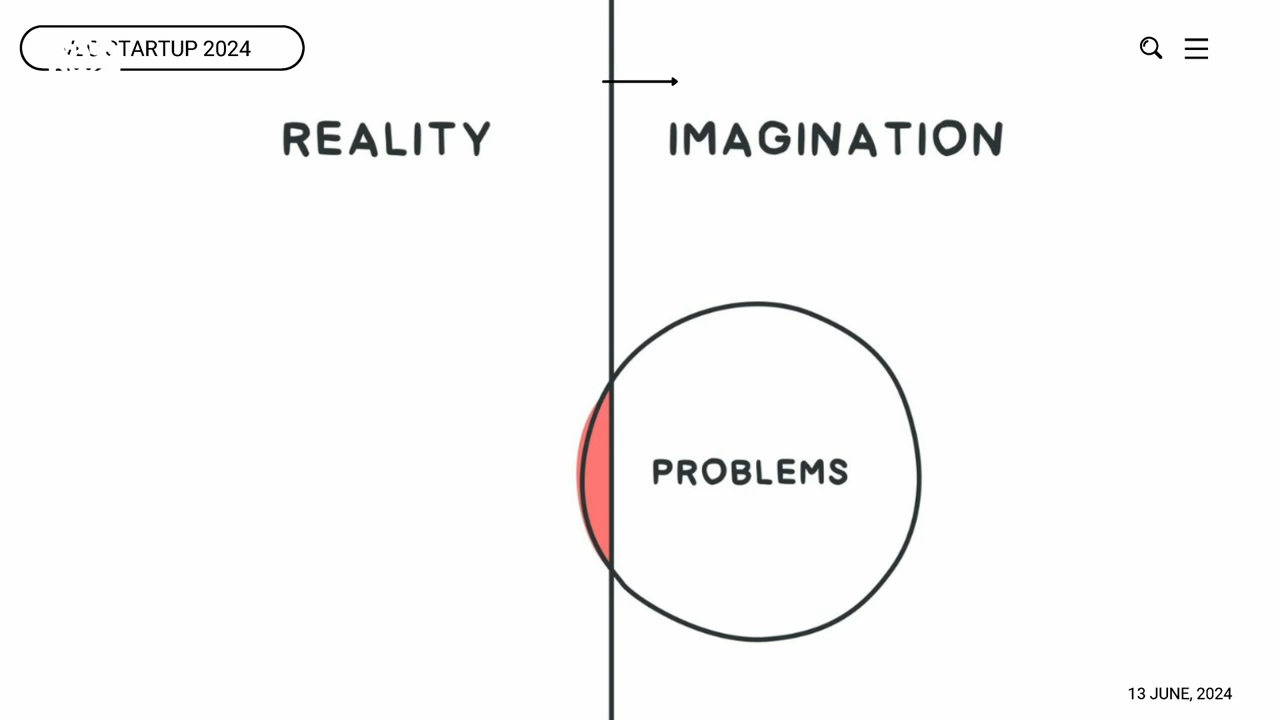 STARTUP 2024
REALITY
IMAGINATION
PROBLEMS
13 JUNE, 2024